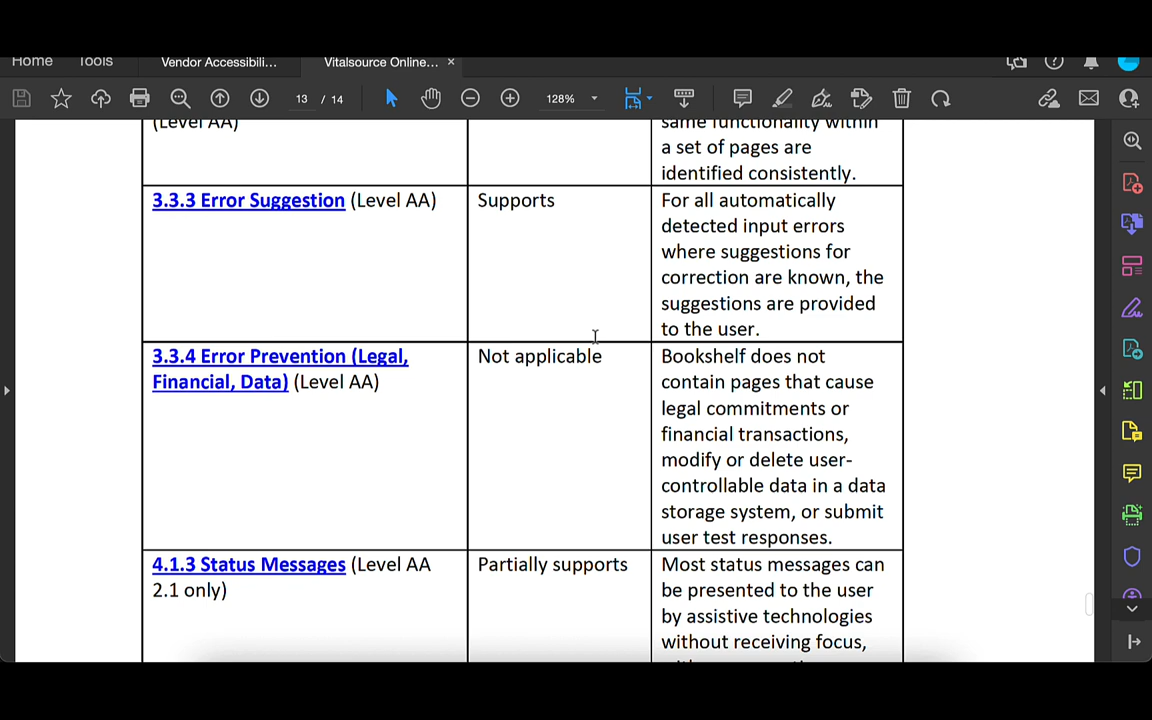 Home
Tools
Vendor Accessibili...
Vitalsource Online...
13 / 14
128%
(Level AA)
same functionality within
a set of pages are
identified consistently.
3.3.3 Error Suggestion (Level AA)
Supports
For all automatically
detected input errors
where suggestions for
correction are known, the
suggestions are provided
to the user.
3.3.4 Error Prevention (Legal,
Financial, Data) (Level AA)
Not applicable
Bookshelf does not
contain pages that cause
legal commitments or
financial transactions,
modify or delete user-
controllable data in a data
storage system, or submit
user test responses.
4.1.3 Status Messages (Level AA
2.1 only)
Partially supports
Most status messages can
be presented to the user
by assistive technologies
without receiving focus,